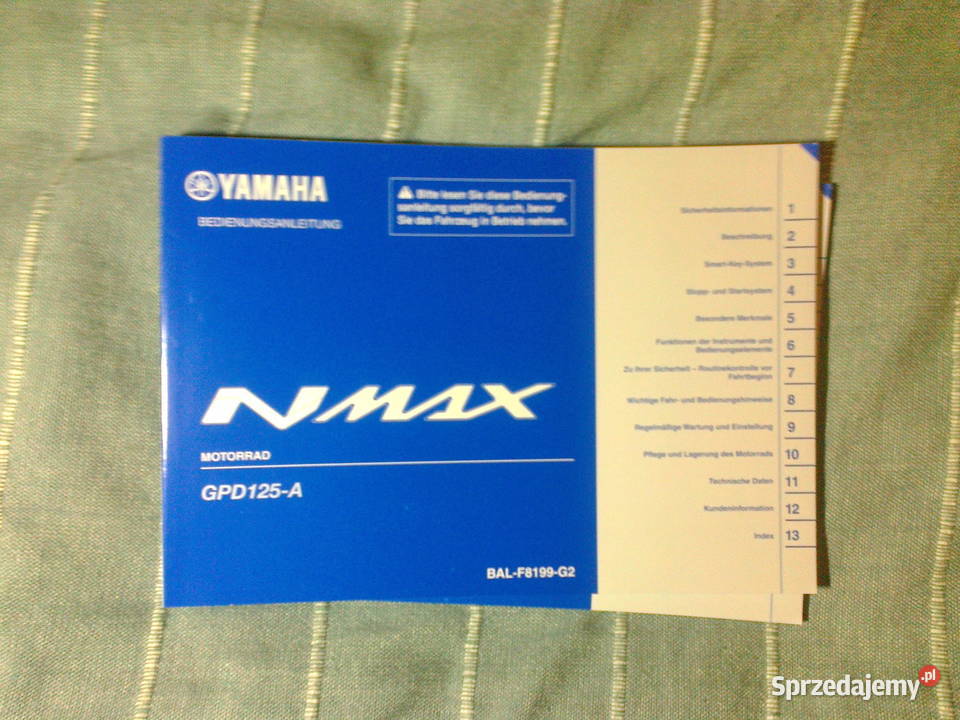 YAMAHA
BEDIENUNGSANLEITUNG
Bitte lesen Sie diese Bedienung-
sanleitung sorgfältig durch, bevor
Sie das Fahrzeug in Betrieb nehmen.
NMAX
MOTORRAD
GPD125-A
BAL-F8199-G2
Sicherheitsinformationen 1
Beschreibung 2
Smart-Key-System 3
Stopp- und Startsystem 4
Besondere Merkmale 5
Funktionen der Instrumente und
Bedienungselemente 6
Zu Ihrer Sicherheit – Routinekontrolle vor
Fahrtbeginn 7
Wichtige Fahr- und Bedienungshinweise 8
Regelmäßige Wartung und Einstellung 9
Pflege und Lagerung des Motorrads 10
Technische Daten 11
Kundeninformation 12
Index 13
Sprzedajemy.pl